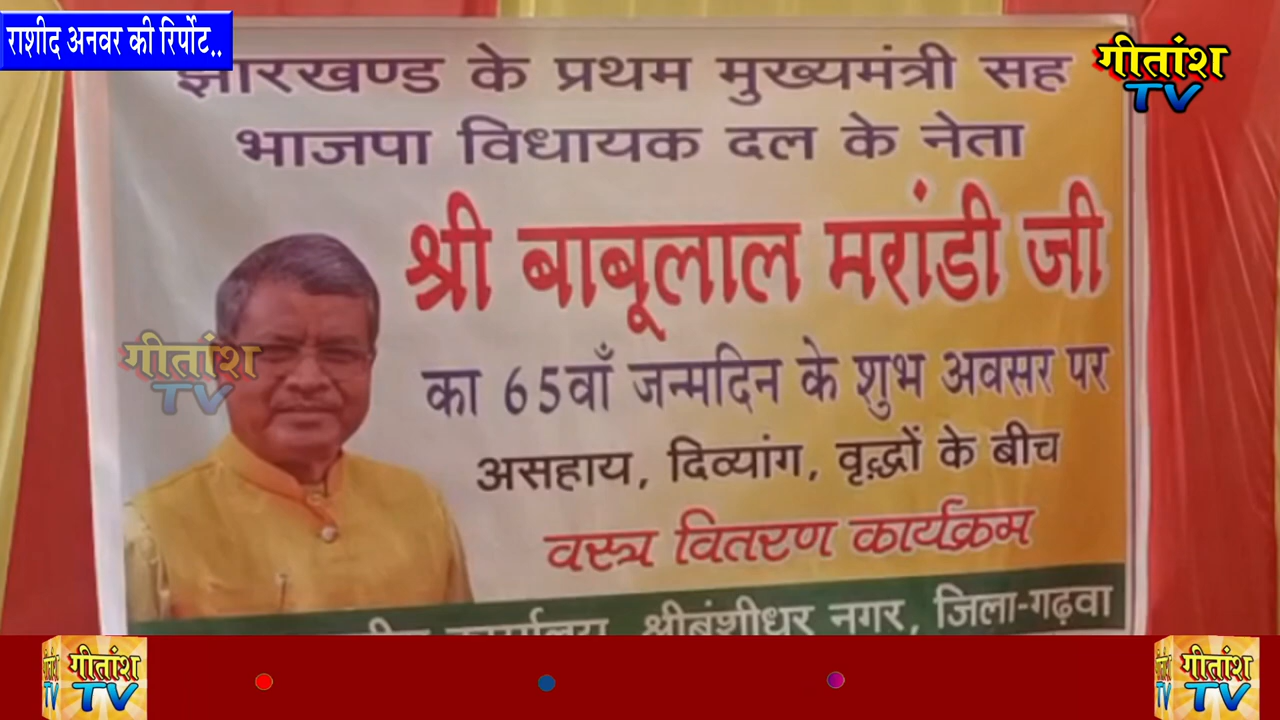 राशीद अनवर की रिर्पोट..
गीतांश
TV
झारखण्ड के प्रथम मुख्यमंत्री सह
भाजपा विधायक दल के नेता
श्री बाबूलाल मरांडी जी
का 65वाँ जन्मदिन के शुभ अवसर पर
असहाय, दिव्यांग, वृद्धों के बीच
वस्त्र वितरण कार्यक्रम
श्रीबंशीधर नगर, जिला-गढ़वा
गीतांश
TV
गीतांश
TV
गीतांश
TV